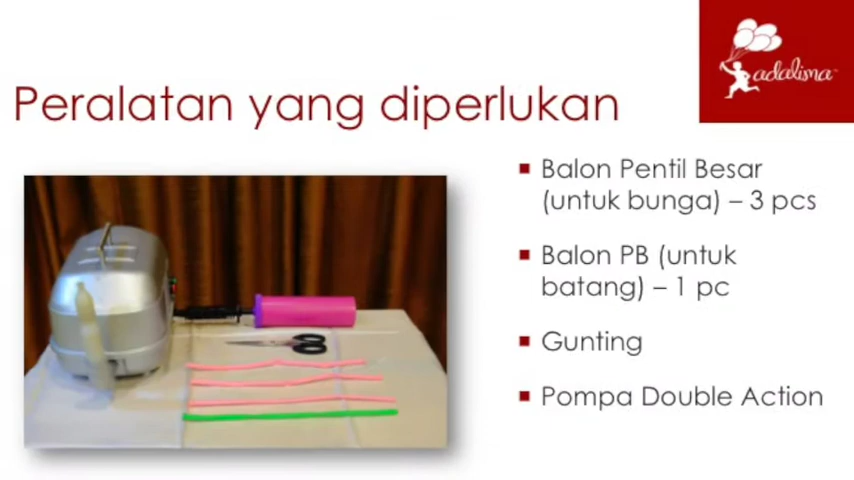 adalisna™
Peralatan yang diperlukan
Balon Pentil Besar
(untuk bunga) – 3 pcs
Balon PB (untuk
batang) – 1 pc
Gunting
Pompa Double Action